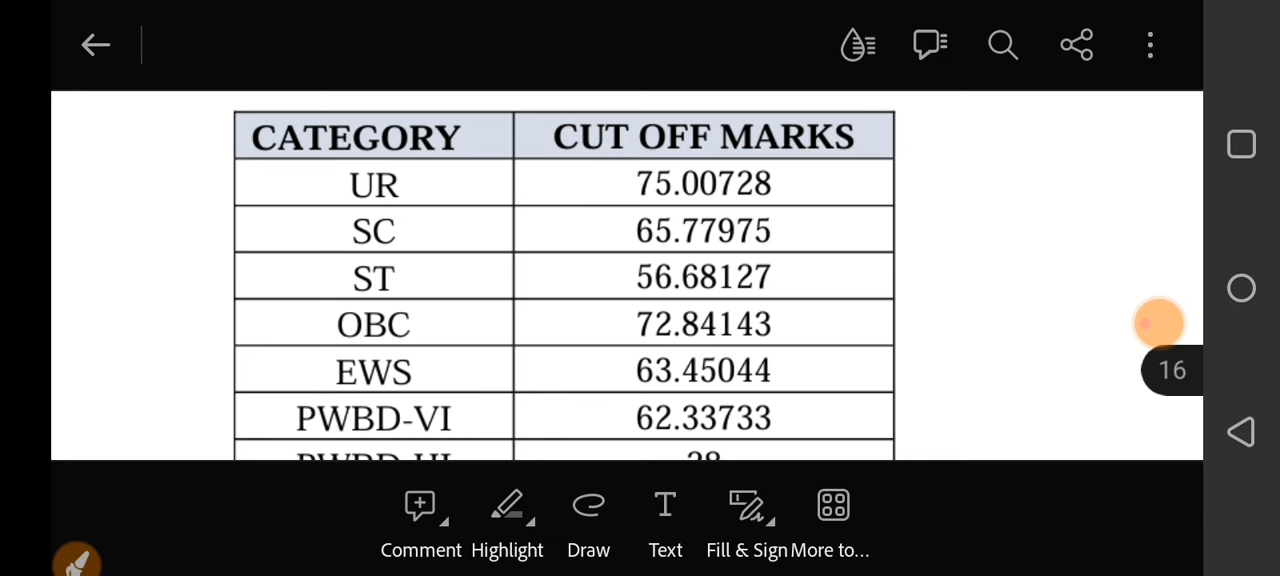 CATEGORY CUT OFF MARKS
UR 75.00728
SC 65.77975
ST 56.68127
OBC 72.84143
EWS 63.45044
PWBD-VI 62.33733
16
Comment Highlight Draw Text Fill & Sign More to...